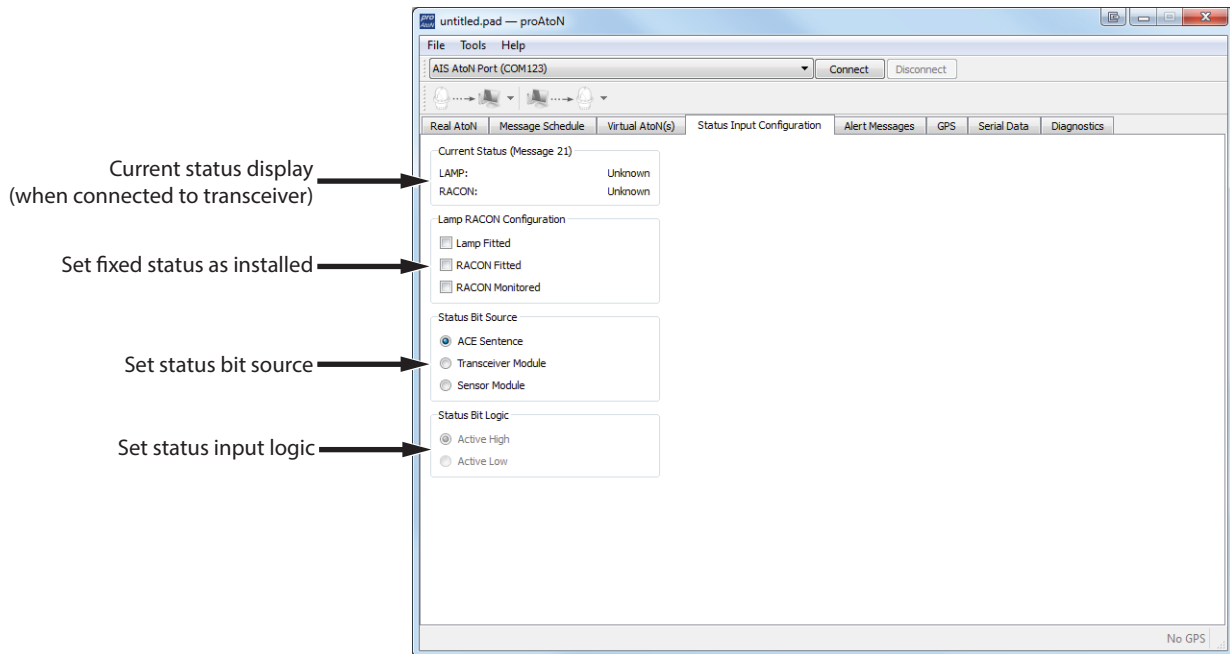 pro
AtoN
untitled.pad — proAtoN
File Tools Help
AIS AtoN Port (COM123)
Connect
Disconnect
Real AtoN
Message Schedule
Virtual AtoN(s)
Status Input Configuration
Alert Messages
GPS
Serial Data
Diagnostics
Current status display
(when connected to transceiver)
Current Status (Message 21)
LAMP: Unknown
RACON: Unknown
Set fixed status as installed
Lamp RACON Configuration
Lamp Fitted
RACON Fitted
RACON Monitored
Set status bit source
Status Bit Source
ACE Sentence
Transceiver Module
Sensor Module
Set status input logic
Status Bit Logic
Active High
Active Low
No GPS